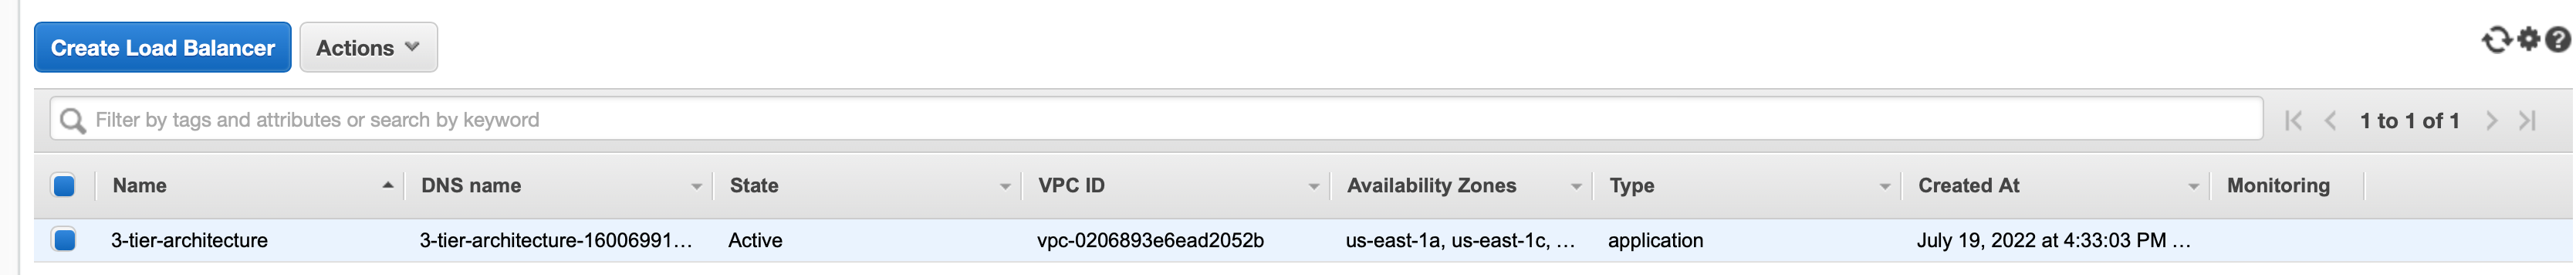 Create Load Balancer Actions
Filter by tags and attributes or search by keyword 1 to 1 of 1
Name DNS name State VPC ID Availability Zones Type Created At Monitoring
3-tier-architecture 3-tier-architecture-16006991... Active vpc-0206893e6ead2052b us-east-1a, us-east-1c, ... application July 19, 2022 at 4:33:03 PM ...